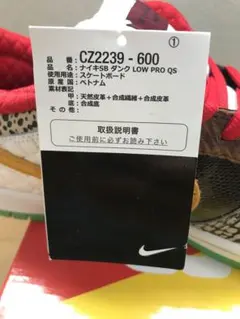 ①
品番:CZ2239 - 600
品名:ナイキSB ダンク LOW PRO QS
使用用途:スケートボード
原産国:ベトナム
素材表記
甲:天然皮革+合成繊維+合成皮革
底:合成底
その他:
取扱説明
ご使用前に必ずお読み下さい